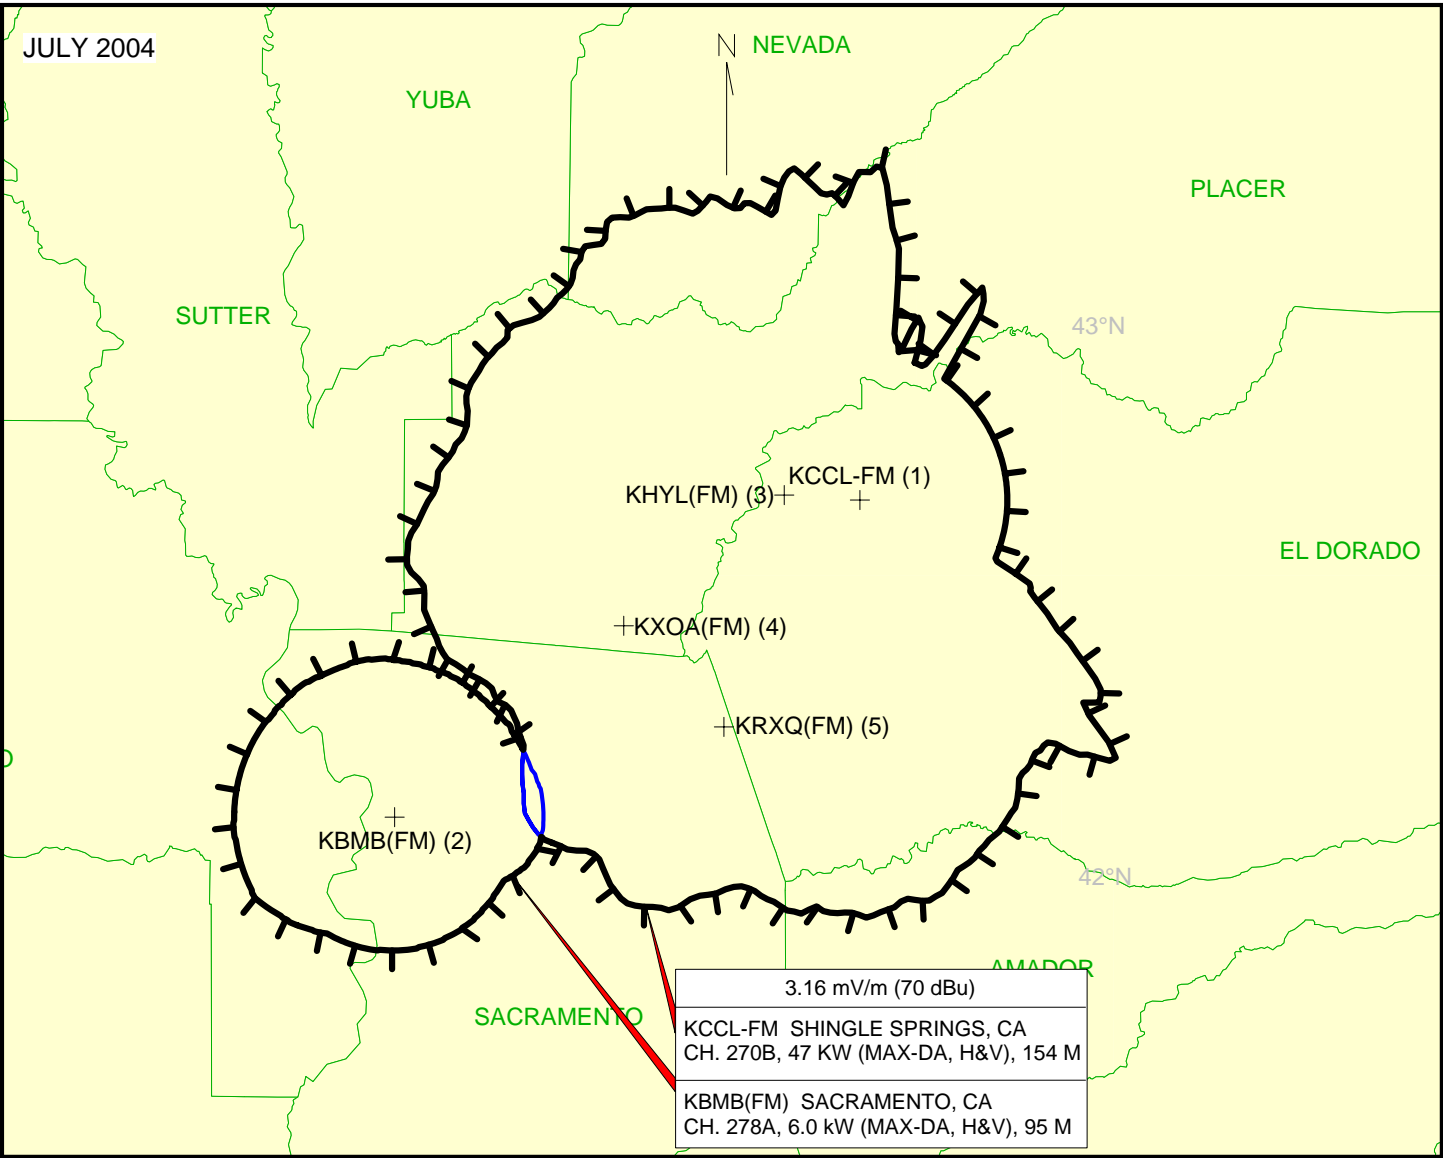 JULY 2004
N
NEVADA
YUBA
PLACER
SUTTER
43°N
KCCL-FM (1)
KHYL(FM) (3)
EL DORADO
KXOA(FM) (4)
KRXQ(FM) (5)
O
KBMB(FM) (2)
42°N
AMADOR
SACRAMENTO
3.16 mV/m (70 dBu)
KCCL-FM SHINGLE SPRINGS, CA
CH. 270B, 47 KW (MAX-DA, H&V), 154 M
KBMB(FM) SACRAMENTO, CA
CH. 278A, 6.0 kW (MAX-DA, H&V), 95 M